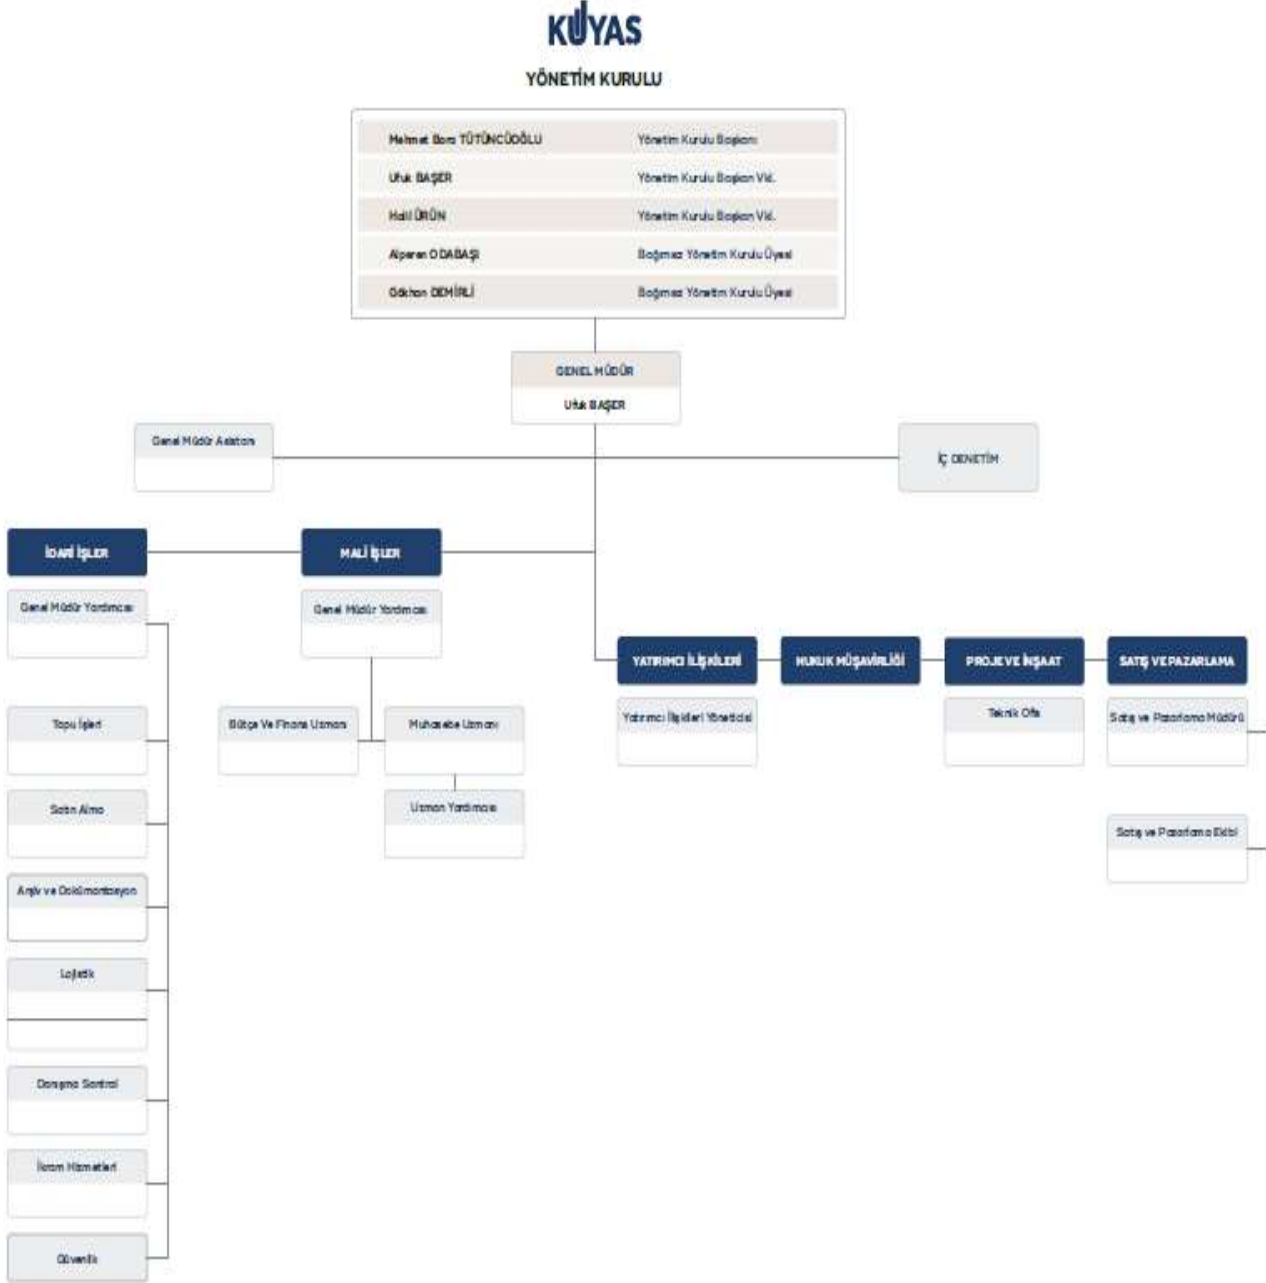 KUYAS
YÖNETİM KURULU
Mehmet Bora TÜTÜNCÜOĞLU Yönetim Kurulu Başkanı
Ufuk BAŞER Yönetim Kurulu Başkan Vkl.
Halil ÜRÜN Yönetim Kurulu Başkan Vkl.
Alperen ODABAŞI Bağımsız Yönetim Kurulu Üyesi
Gökhan DEMİRLİ Bağımsız Yönetim Kurulu Üyesi
GENEL MÜDÜR
Ufuk BAŞER
Genel Müdür Asistanı
İÇ DENETİM
İDARİ İŞLER
MALİ İŞLER
Genel Müdür Yardımcısı
Genel Müdür Yardımcısı
YATIRIMCI İLİŞKİLERİ
HUKUK MÜŞAVİRLİĞİ
PROJE VE İNŞAAT
SATIŞ VE PAZARLAMA
Tapu İşleri
Bütçe Ve Finans Uzmanı
Muhasebe Uzmanı
Yatırımcı İlişkileri Yöneticisi
Teknik Ofis
Satış ve Pazarlama Müdürü
Satın Alma
Uzman Yardımcısı
Satış ve Pazarlama Ekibi
Arşiv ve Dokümantasyon
Lojistik
Danışma Santral
İkram Hizmetleri
Güvenlik